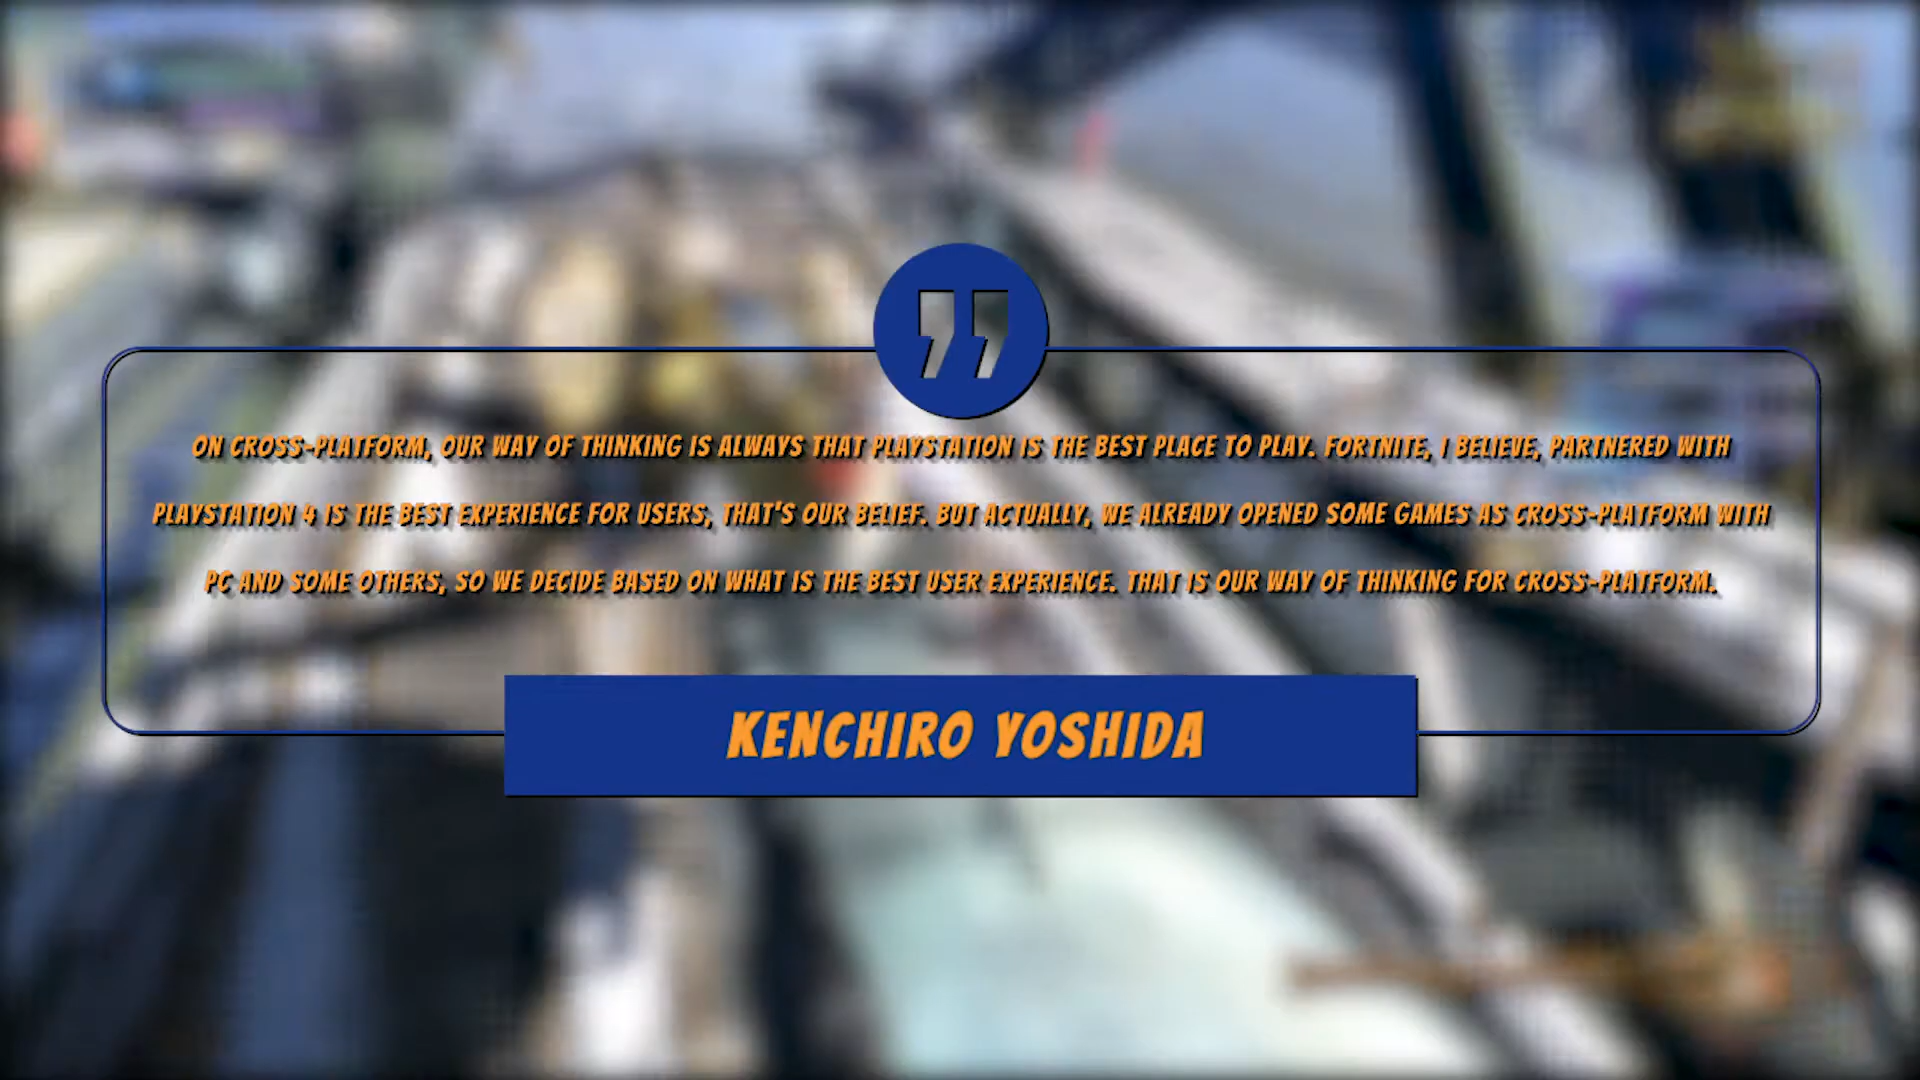 ON CROSS-PLATFORM, OUR WAY OF THINKING IS ALWAYS THAT PLAYSTATION IS THE BEST PLACE TO PLAY. FORTNITE, I BELIEVE, PARTNERED WITH
PLAYSTATION 4 IS THE BEST EXPERIENCE FOR USERS, THAT'S OUR BELIEF. BUT ACTUALLY, WE ALREADY OPENED SOME GAMES AS CROSS-PLATFORM WITH
PC AND SOME OTHERS, SO WE DECIDE BASED ON WHAT IS THE BEST USER EXPERIENCE. THAT IS OUR WAY OF THINKING FOR CROSS-PLATFORM.
KENCHIRO YOSHIDA